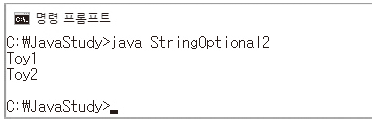 명령 프롬프트
C:₩JavaStudy>java StringOptional2
Toy1
Toy2
C:₩JavaStudy>